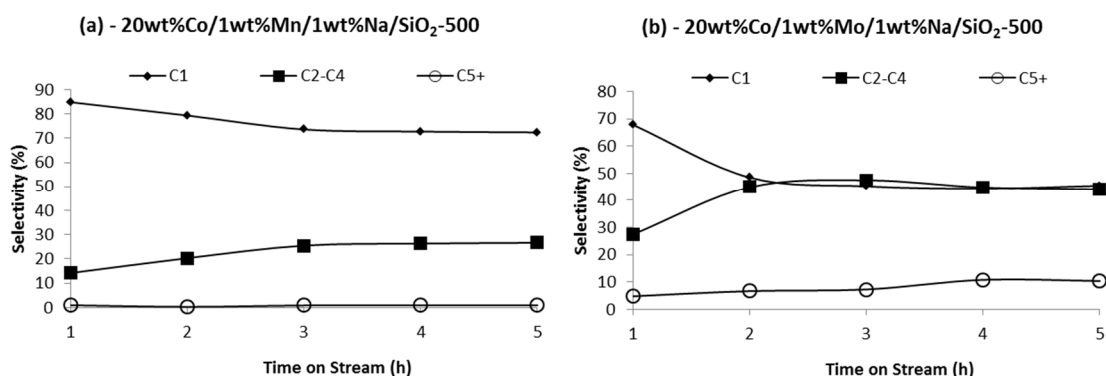 (a) - 20wt%Co/1wt%Mn/1wt%Na/SiO₂-500
C1 C2-C4 C5+
90
80
70
60
50
40
30
20
10
0
Selectivity (%)
1 2 3 4 5
Time on Stream (h)
(b) - 20wt%Co/1wt%Mo/1wt%Na/SiO₂-500
C1 C2-C4 C5+
80
70
60
50
40
30
20
10
0
Selectivity (%)
1 2 3 4 5
Time on Stream (h)